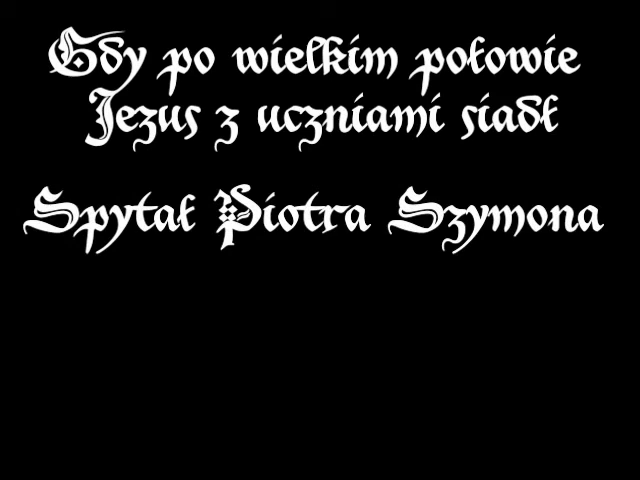 Gdy po wielkim połowie
Jezus z uczniami siadł
Spytał Piotra Szymona